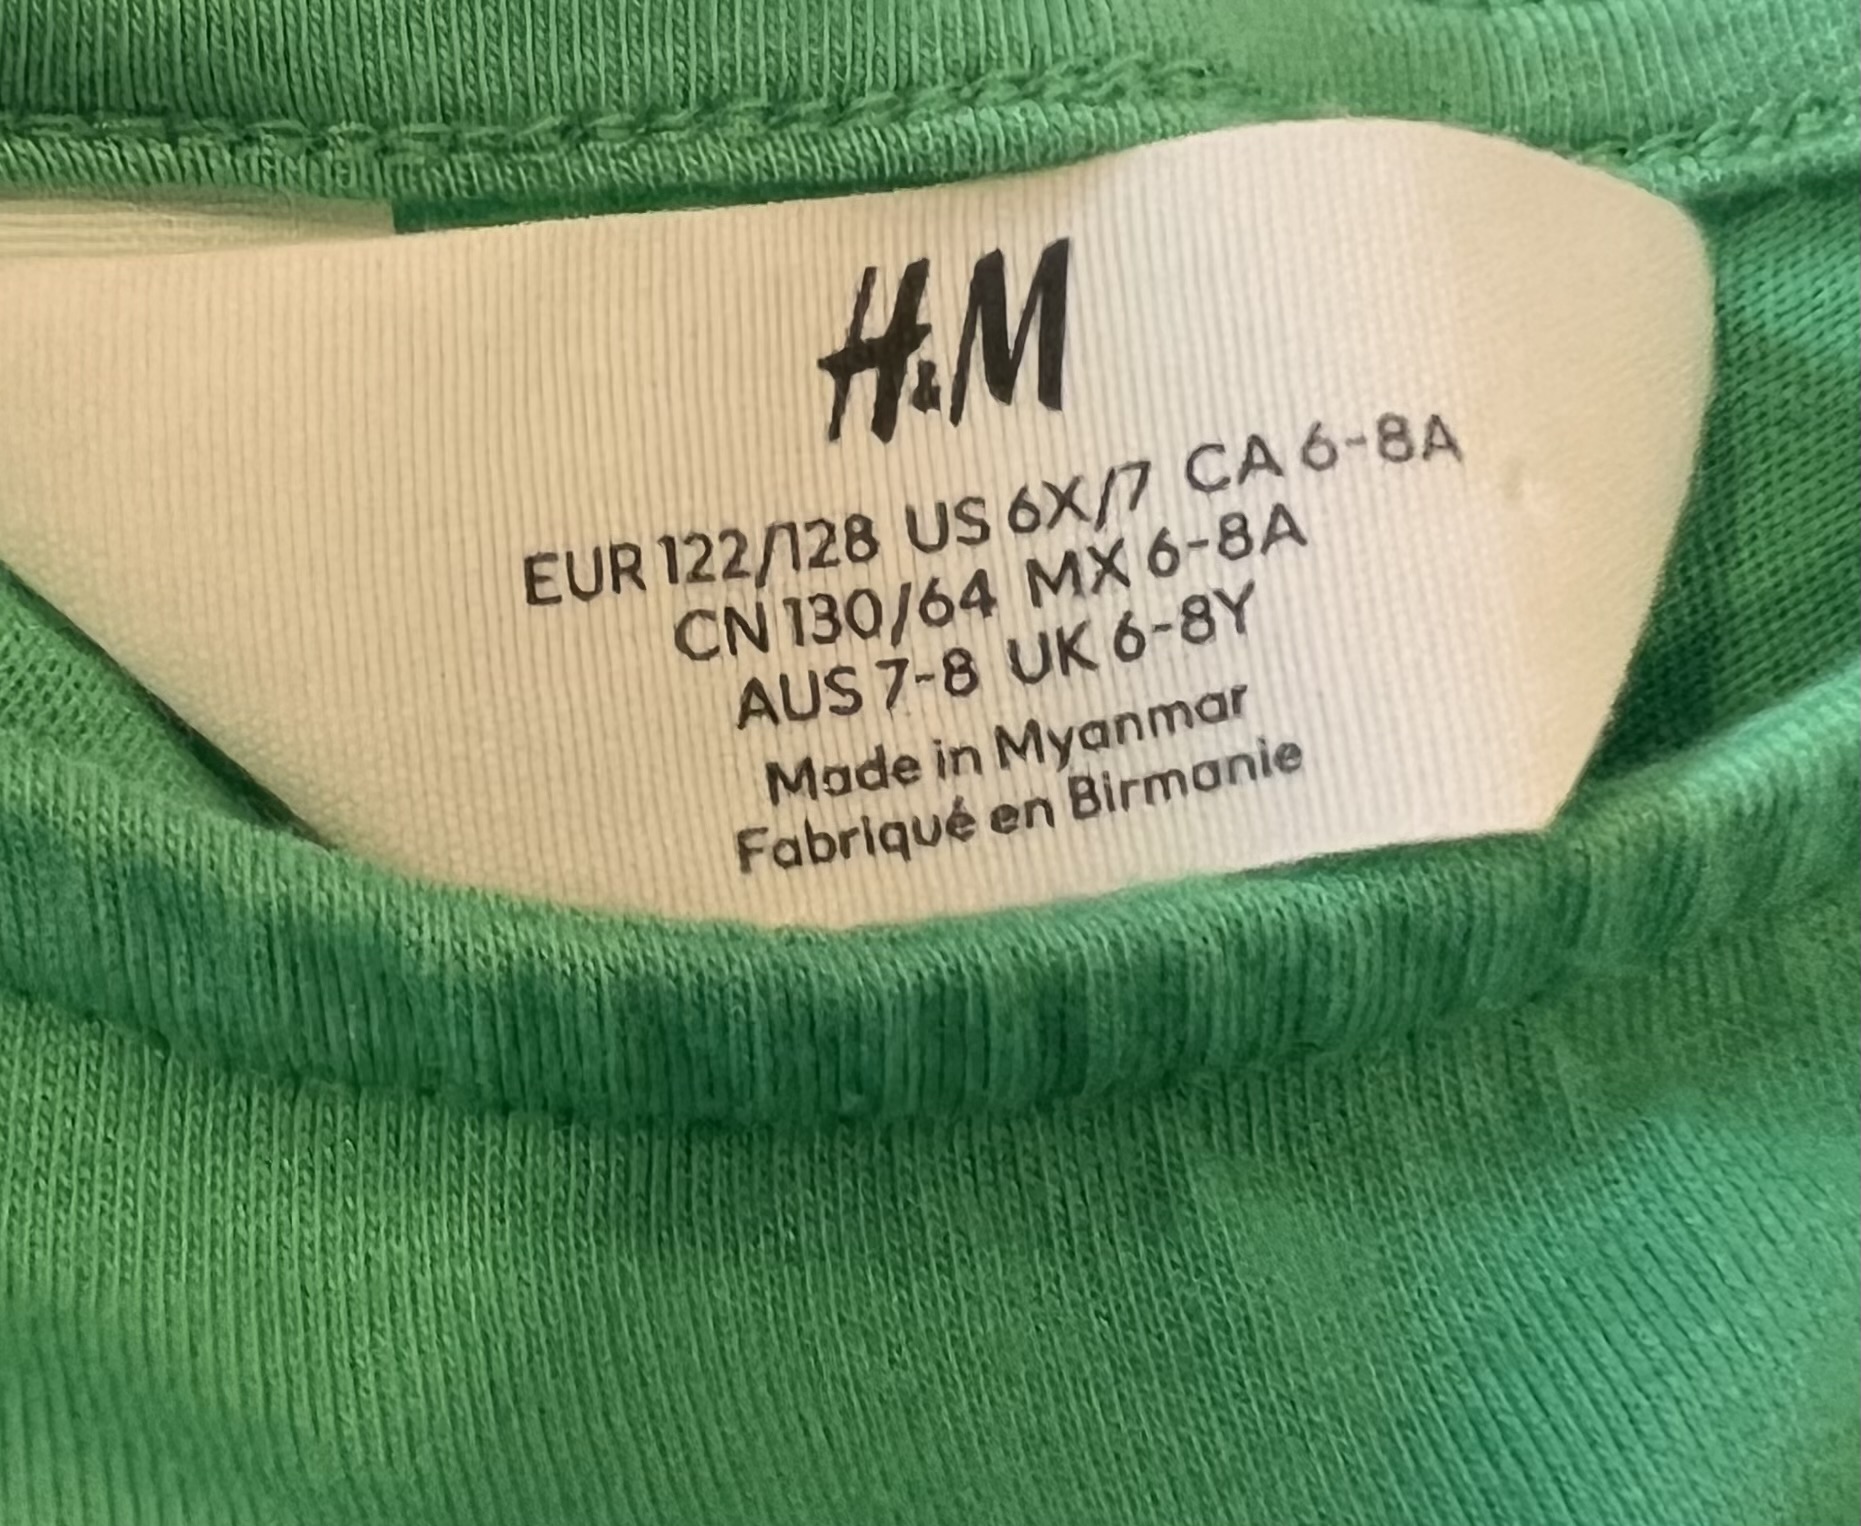 H&M
EUR 122/128 US 6X/7 CA 6-8A
CN 130/64 MX 6-8A
AUS 7-8 UK 6-8Y
Made in Myanmar
Fabriqué en Birmanie